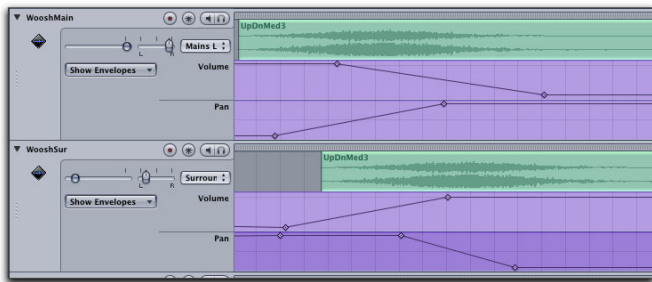 WooshMain
UpDnMed3
L R
Mains L
Show Envelopes
Volume
Pan
WooshSur
UpDnMed3
L R
Surroun
Show Envelopes
Volume
Pan